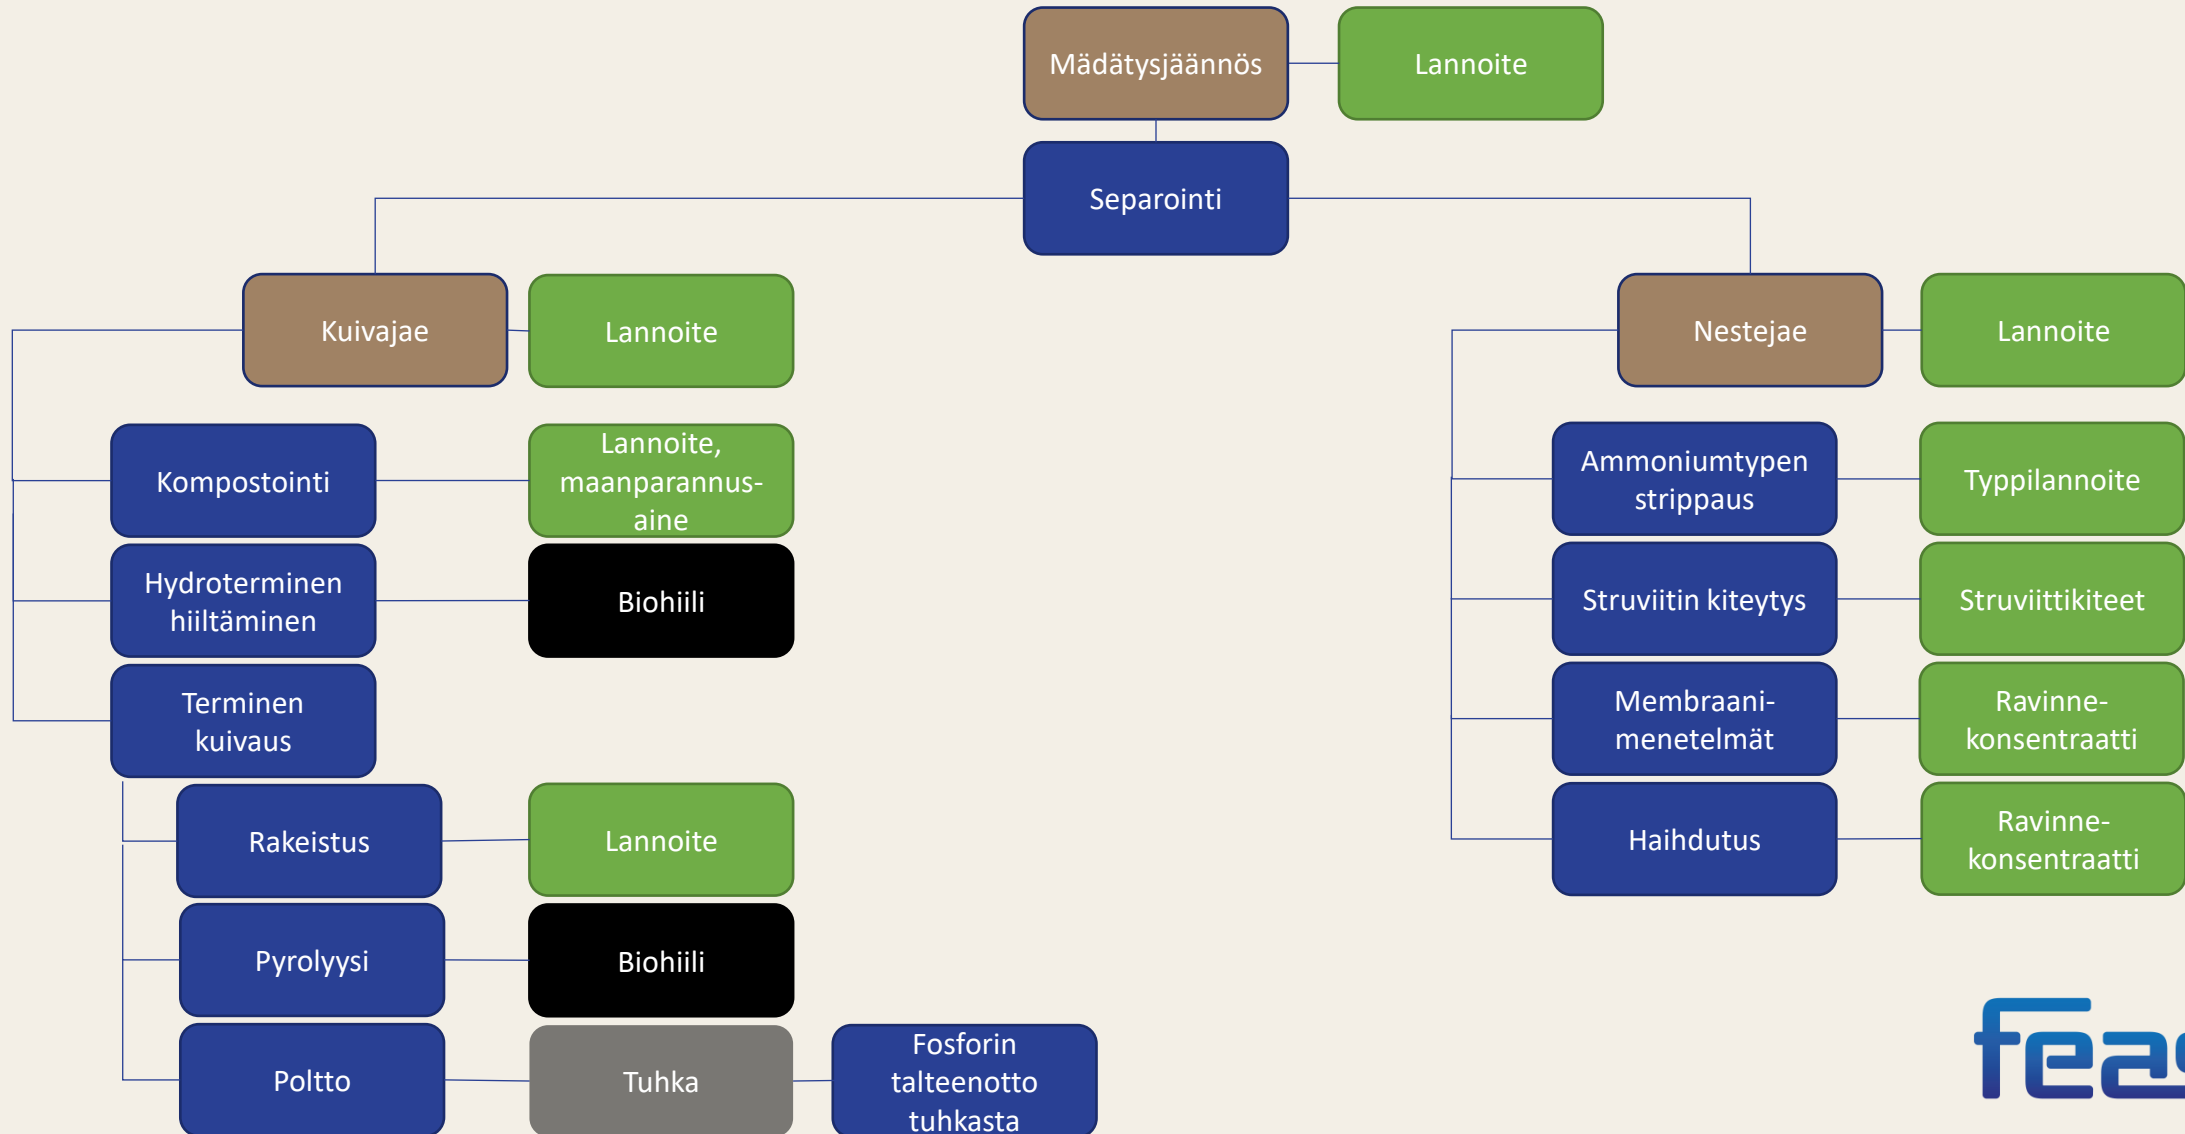 Mädätysjäännös
Lannoite
Separointi
Kuivajae
Lannoite
Nestejae
Lannoite
Kompostointi
Lannoite,
maanparannus-
aine
Hydroterminen
hiiltäminen
Biohiili
Terminen
kuivaus
Rakeistus
Lannoite
Pyrolyysi
Biohiili
Poltto
Tuhka
Fosforin
talteenotto
tuhkasta
Ammoniumtypen
strippaus
Typpilannoite
Struviitin kiteytys
Struviittikiteet
Membraani-
menetelmät
Ravinne-
konsentraatti
Haihdutus
Ravinne-
konsentraatti